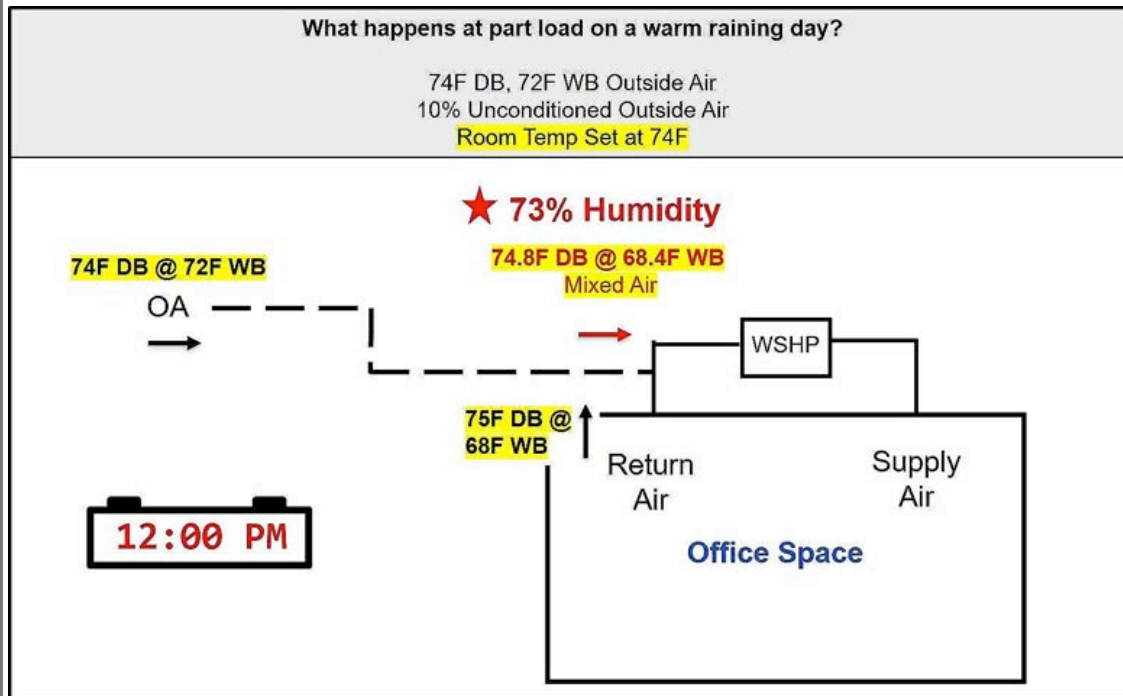 What happens at part load on a warm raining day?
74F DB, 72F WB Outside Air
10% Unconditioned Outside Air
Room Temp Set at 74F
★ 73% Humidity
74F DB @ 72F WB
OA
74.8F DB @ 68.4F WB
Mixed Air
WSHP
75F DB @
68F WB
Return
Air
Supply
Air
12:00 PM
Office Space